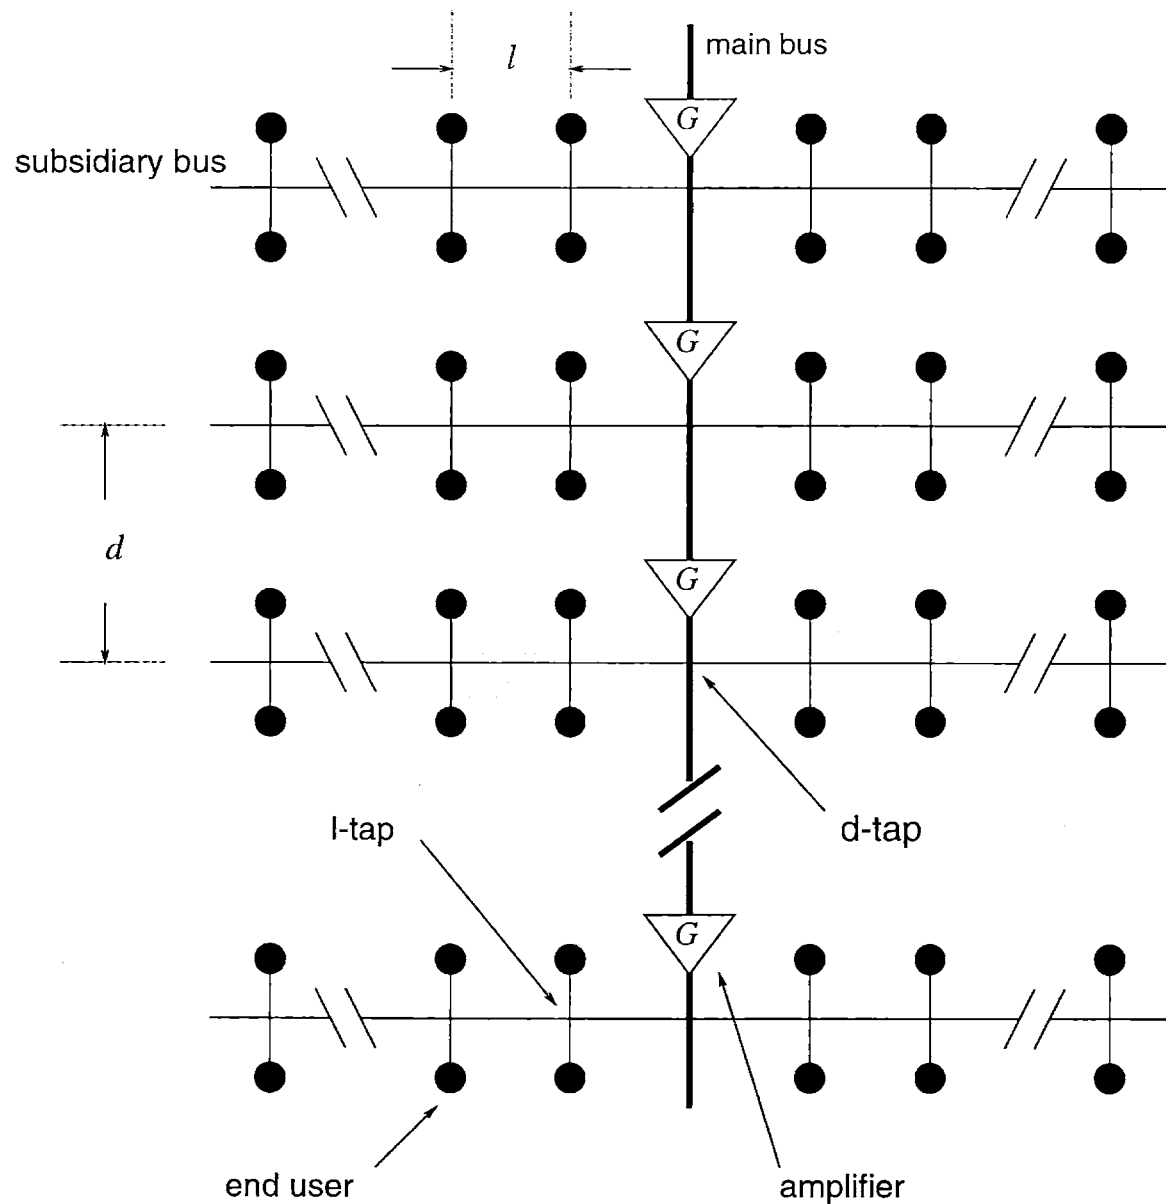 main bus
l
G
subsidiary bus
G
d
G
l-tap
d-tap
G
end user
amplifier